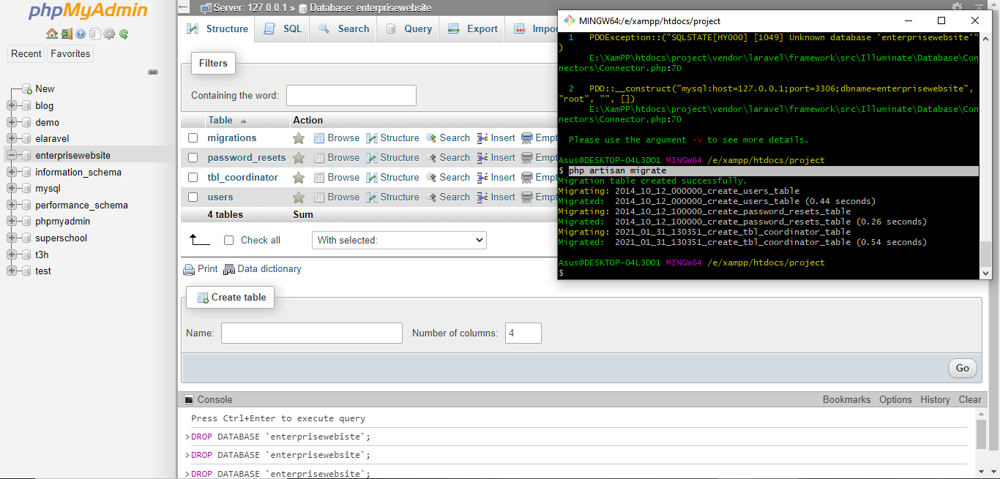 phpMyAdmin
Recent Favorites
New
blog
demo
elaravel
enterprisewebsite
information_schema
mysql
performance_schema
phpmyadmin
superschool
t3h
test
Server: 127.0.0.1 » Database: enterprisewebsite
Structure SQL Search Query Export Impo
Filters
Containing the word:
Table Action
migrations Browse Structure Search Insert Empt
password_resets Browse Structure Search Insert Empt
tbl_coordinator Browse Structure Search Insert Empt
users Browse Structure Search Insert Empt
4 tables Sum
Check all With selected:
Print Data dictionary
Create table
Name: Number of columns: 4
Go
Console Bookmarks Options History Clear
Press Ctrl+Enter to execute query
>DROP DATABASE `enterprisewebiste`;
>DROP DATABASE `enterprisewebsite`;
>DROP DATABASE `enterprisewebsite`;
MINGW64:/e/xampp/htdocs/project
1 PDOException::("SQLSTATE[HY000] [1049] Unknown database 'enterprisewebsite'"
)
E:\XamPP\htdocs\project\vendor\laravel\framework\src\Illuminate\Database\Con
nectors\Connector.php:70
2 PDO::__construct("mysql:host=127.0.0.1;port=3306;dbname=enterprisewebsite",
"root", "", [])
E:\XamPP\htdocs\project\vendor\laravel\framework\src\Illuminate\Database\Con
nectors\Connector.php:70
Please use the argument -v to see more details.
Asus@DESKTOP-04L3DO1 MINGW64 /e/xampp/htdocs/project
$ php artisan migrate
Migration table created successfully.
Migrating: 2014_10_12_000000_create_users_table
Migrated: 2014_10_12_000000_create_users_table (0.44 seconds)
Migrating: 2014_10_12_100000_create_password_resets_table
Migrated: 2014_10_12_100000_create_password_resets_table (0.26 seconds)
Migrating: 2021_01_31_130351_create_tbl_coordinator_table
Migrated: 2021_01_31_130351_create_tbl_coordinator_table (0.54 seconds)
Asus@DESKTOP-04L3DO1 MINGW64 /e/xampp/htdocs/project
$